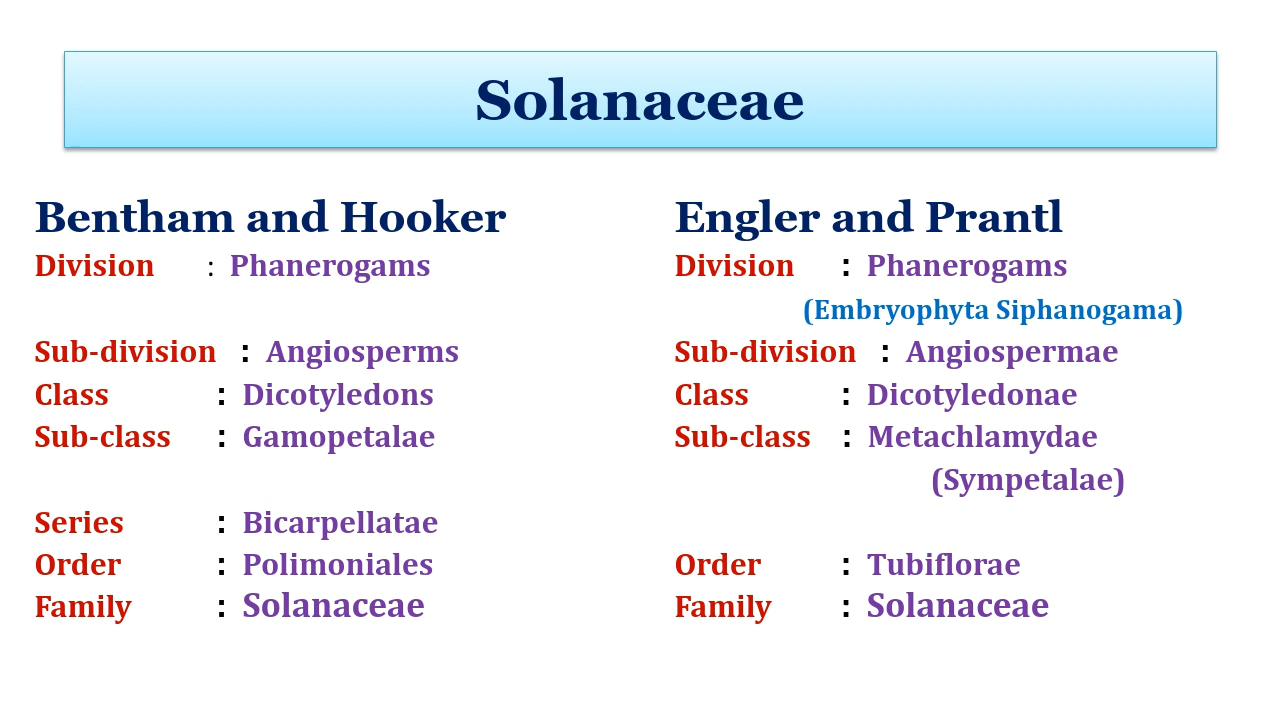 Solanaceae
Bentham and Hooker
Division : Phanerogams
Sub-division : Angiosperms
Class : Dicotyledons
Sub-class : Gamopetalae
Series : Bicarpellatae
Order : Polimoniales
Family : Solanaceae
Engler and Prantl
Division : Phanerogams
(Embryophyta Siphanogama)
Sub-division : Angiospermae
Class : Dicotyledonae
Sub-class : Metachlamydae
(Sympetalae)
Order : Tubiflorae
Family : Solanaceae